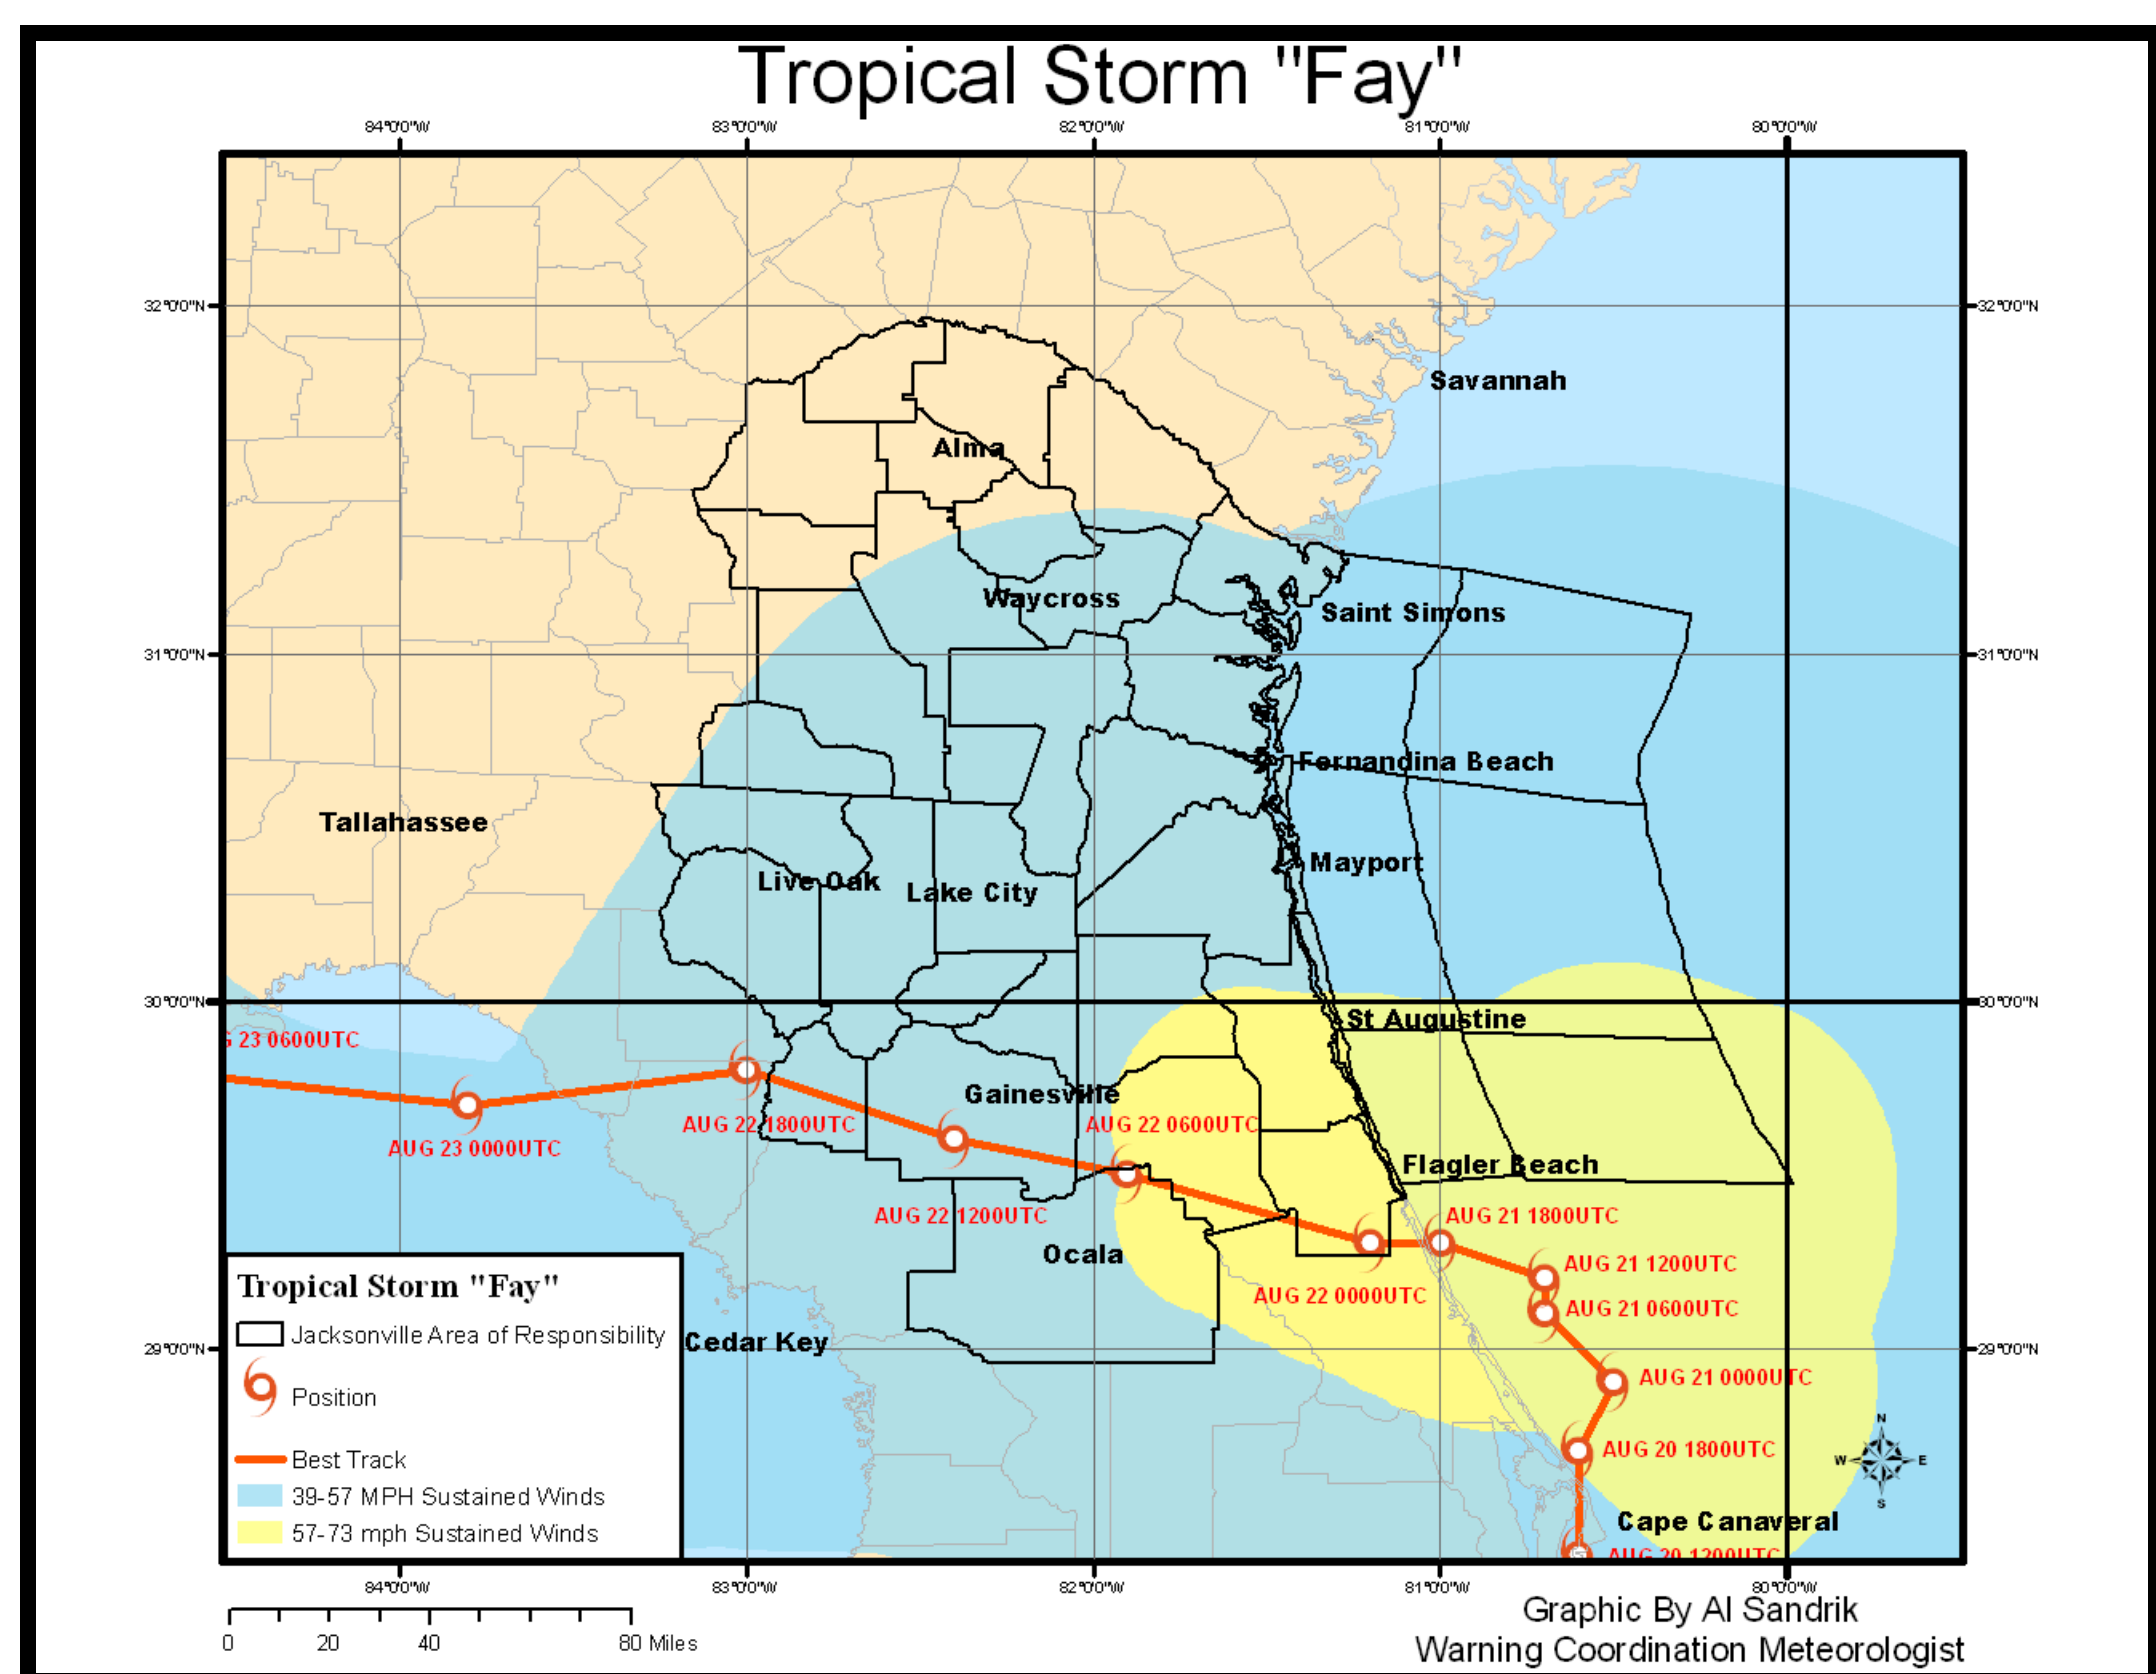 Tropical Storm "Fay"
84°0'0"W 83°0'0"W 82°0'0"W 81°0'0"W 80°0'0"W
32°0'0"N 32°0'0"N
Savannah
Alma
Waycross
Saint Simons
31°0'0"N 31°0'0"N
Fernandina Beach
Tallahassee
Mayport
Live Oak
Lake City
30°0'0"N 30°0'0"N
St Augustine
23 0600UTC
Gainesville
AUG 22 1800UTC
AUG 22 0600UTC
AUG 23 0000UTC
Flagler Beach
AUG 22 1200UTC
AUG 21 1800UTC
Ocala
AUG 21 1200UTC
AUG 22 0000UTC
AUG 21 0600UTC
Cedar Key
29°0'0"N 29°0'0"N
AUG 21 0000UTC
AUG 20 1800UTC
Cape Canaveral
AUG 20 1200UTC
Tropical Storm "Fay"
Jacksonville Area of Responsibility
Position
Best Track
39-57 MPH Sustained Winds
57-73 mph Sustained Winds
N
W E
S
84°0'0"W 83°0'0"W 82°0'0"W 81°0'0"W 80°0'0"W
0 20 40 80 Miles
Graphic By Al Sandrik
Warning Coordination Meteorologist